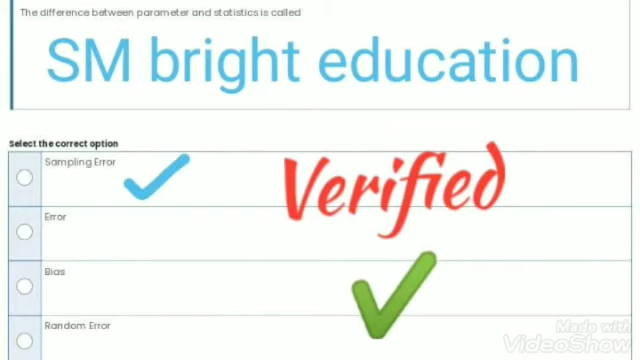 The difference between parameter and statistics is called
SM bright education
Select the correct option
Sampling Error
Verified
Error
Bias
Random Error
Made with
VideoShow